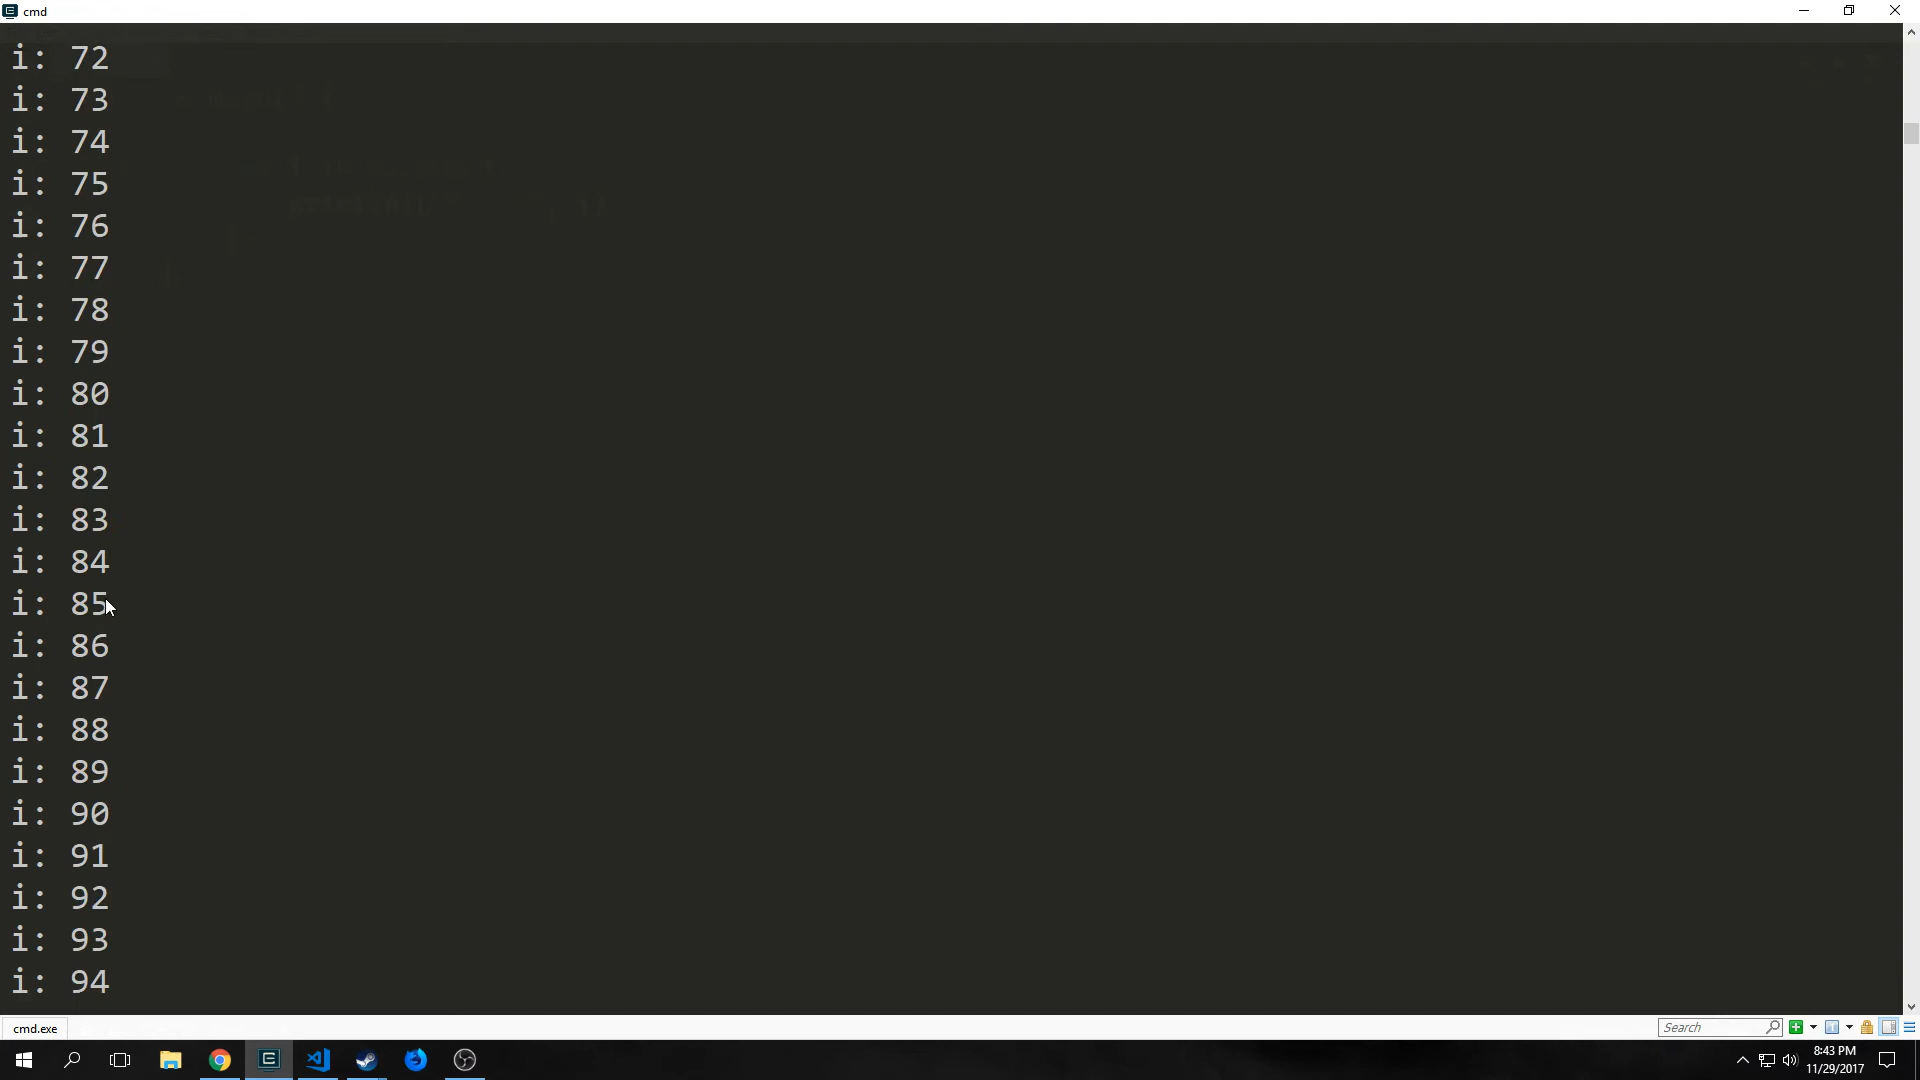 cmd
i: 72
i: 73
i: 74
i: 75
i: 76
i: 77
i: 78
i: 79
i: 80
i: 81
i: 82
i: 83
i: 84
i: 85
i: 86
i: 87
i: 88
i: 89
i: 90
i: 91
i: 92
i: 93
i: 94
cmd.exe
Search
8:43 PM
11/29/2017